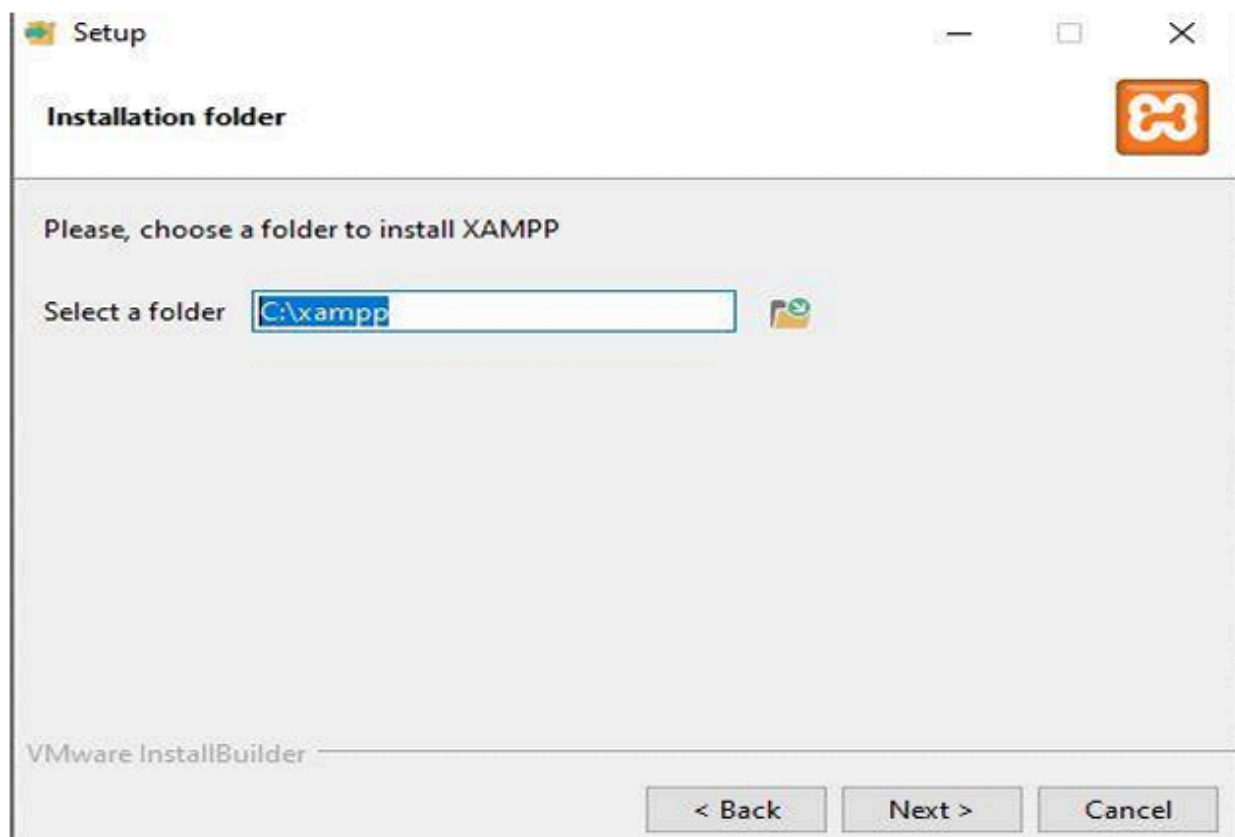 Setup
Installation folder
Please, choose a folder to install XAMPP
Select a folder C:\xampp
VMware InstallBuilder
< Back Next > Cancel